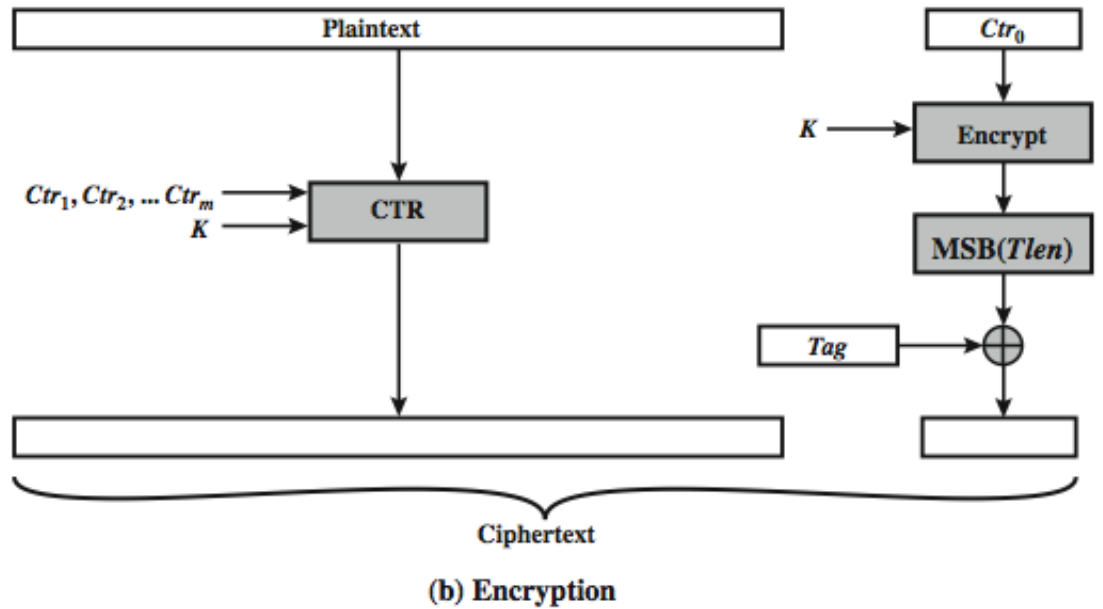 Plaintext
Ctr₀
K
Encrypt
Ctr₁, Ctr₂, ... Ctrₘ
K
CTR
MSB(Tlen)
Tag
Ciphertext
(b) Encryption